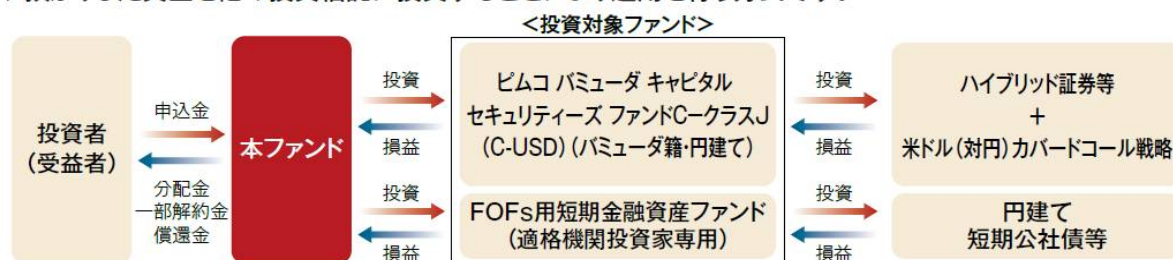 ＜投資対象ファンド＞
投資者
(受益者)
申込金
分配金
一部解約金
償還金
本ファンド
投資
損益
投資
損益
ピムコ バミューダ キャピタル
セキュリティーズ ファンドC－クラスJ
(C-USD)(バミューダ籍・円建て)
FOFs用短期金融資産ファンド
(適格機関投資家専用)
投資
損益
投資
損益
ハイブリッド証券等
+
米ドル(対円)カバードコール戦略
円建て
短期公社債等